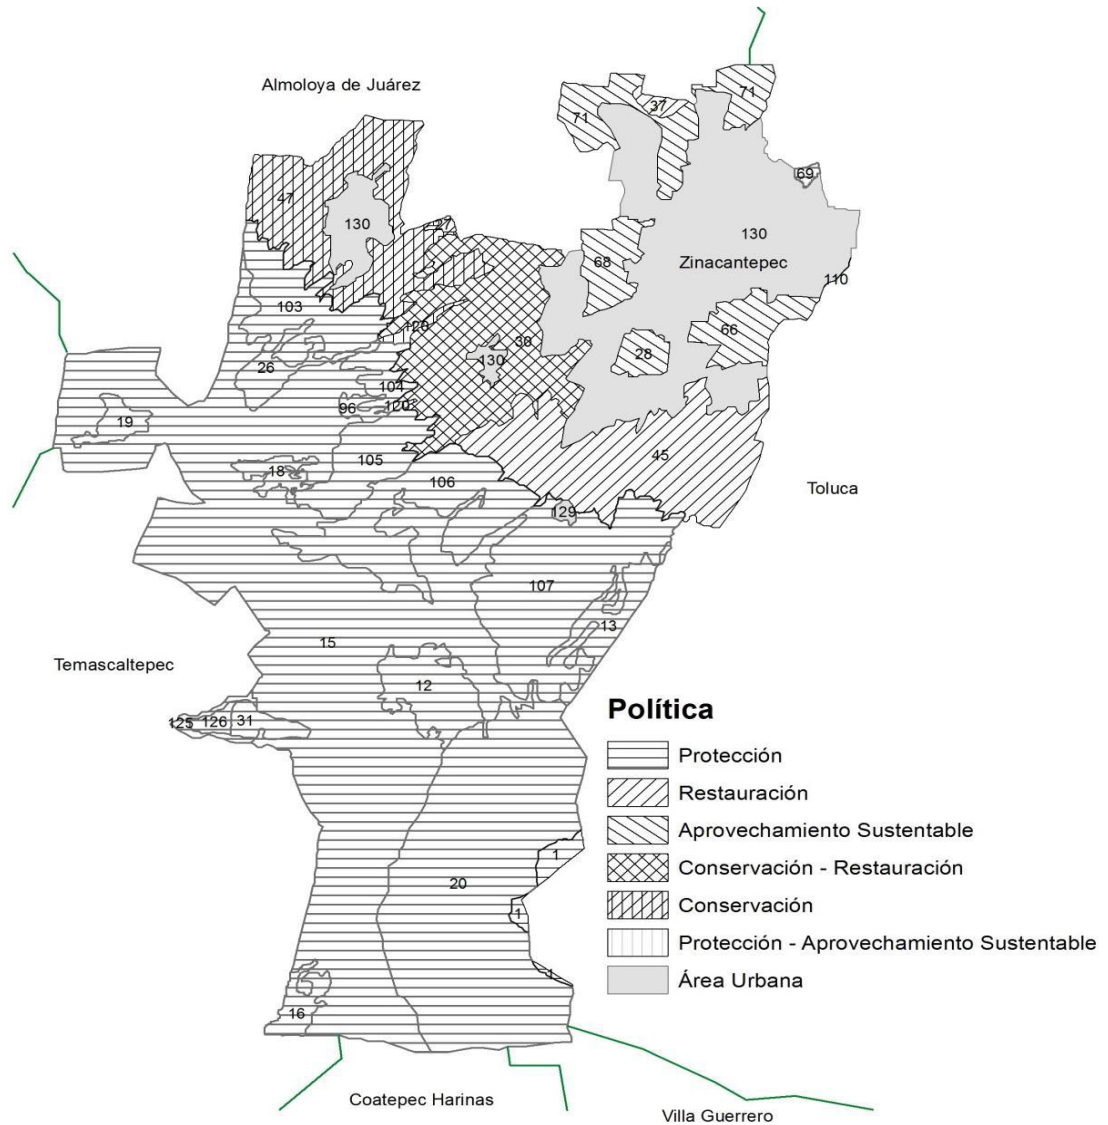 Almoloya de Juárez
71
37
71
69
47
130
27
130
68
Zinacantepec
110
103
120
30
66
28
130
26
104
96
120
19
105
18
106
45
Toluca
129
107
13
15
Temascaltepec
12
125
126
31
Política
Protección
Restauración
Aprovechamiento Sustentable
Conservación - Restauración
Conservación
Protección - Aprovechamiento Sustentable
Área Urbana
1
20
1
1
16
Coatepec Harinas
Villa Guerrero